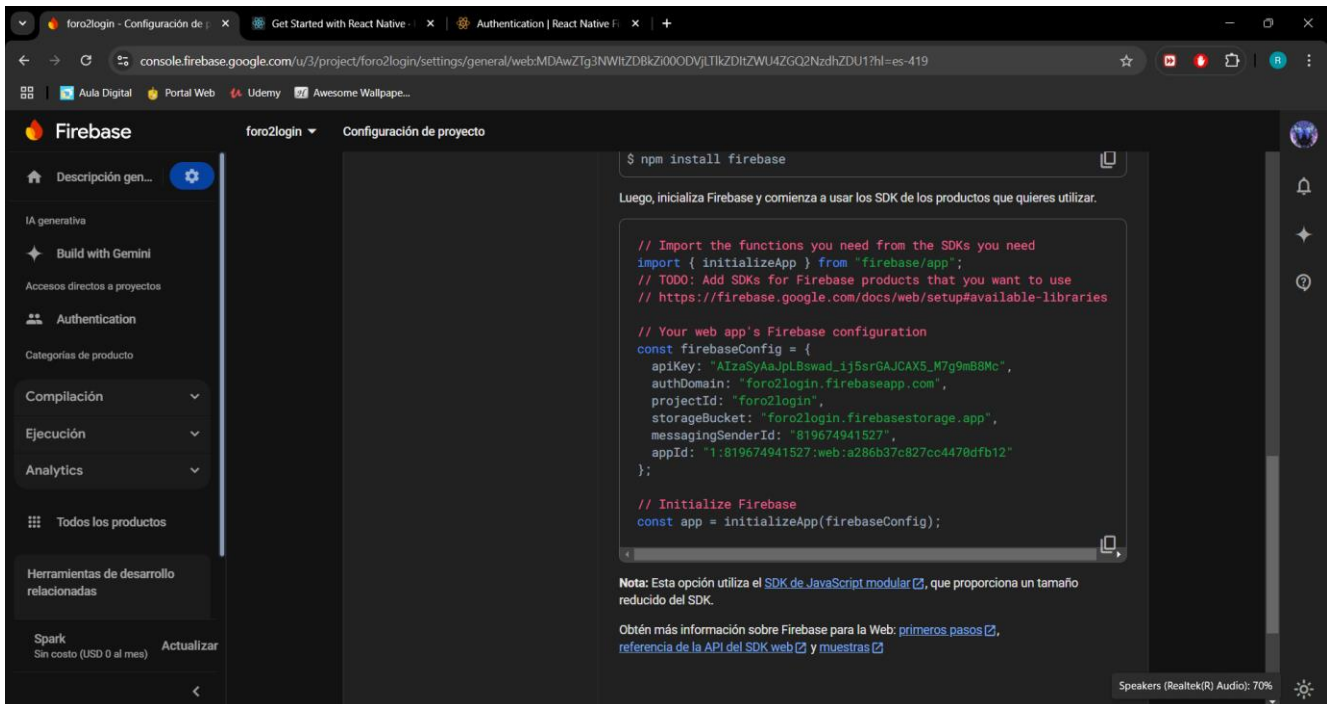 foro2login - Configuración de p
Get Started with React Native -
Authentication | React Native Fi
console.firebase.google.com/u/3/project/foro2login/settings/general/web:MDAwZTg3NWItZDBkZi00ODVjLTlkZDItZWU4ZGQ2NzdhZDU1?hl=es-419
R
Aula Digital
Portal Web
Udemy
Awesome Wallpape...
Firebase
foro2login
Configuración de proyecto
Descripción gen...
IA generativa
Build with Gemini
Accesos directos a proyectos
Authentication
Categorías de producto
Compilación
Ejecución
Analytics
Todos los productos
Herramientas de desarrollo
relacionadas
Spark
Sin costo (USD 0 al mes)
Actualizar
$ npm install firebase
Luego, inicializa Firebase y comienza a usar los SDK de los productos que quieres utilizar.
// Import the functions you need from the SDKs you need
import { initializeApp } from "firebase/app";
// TODO: Add SDKs for Firebase products that you want to use
// https://firebase.google.com/docs/web/setup#available-libraries
// Your web app's Firebase configuration
const firebaseConfig = {
apiKey: "AIzaSyAaJpLBswad_ij5srGAJCAX5_M7g9mB8Mc",
authDomain: "foro2login.firebaseapp.com",
projectId: "foro2login",
storageBucket: "foro2login.firebasestorage.app",
messagingSenderId: "819674941527",
appId: "1:819674941527:web:a286b37c827cc4470dfb12"
};
// Initialize Firebase
const app = initializeApp(firebaseConfig);
Nota: Esta opción utiliza el SDK de JavaScript modular, que proporciona un tamaño
reducido del SDK.
Obtén más información sobre Firebase para la Web: primeros pasos,
referencia de la API del SDK web y muestras
Speakers (Realtek(R) Audio): 70%